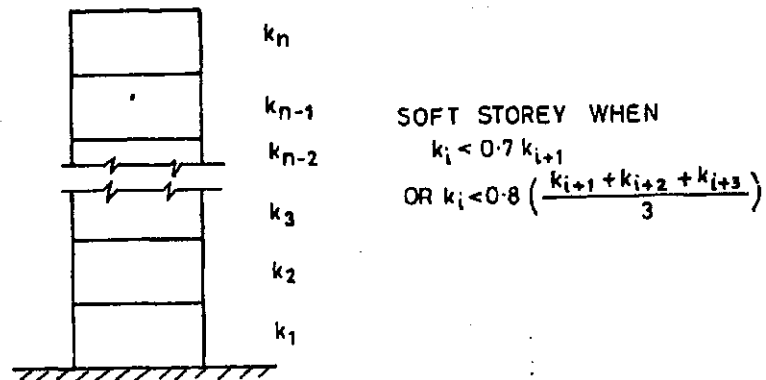 kn
kn-1
kn-2
k3
k2
k1
SOFT STOREY WHEN
ki < 0·7 ki+1
OR ki < 0·8 ( (ki+1 + ki+2 + ki+3) / 3 )